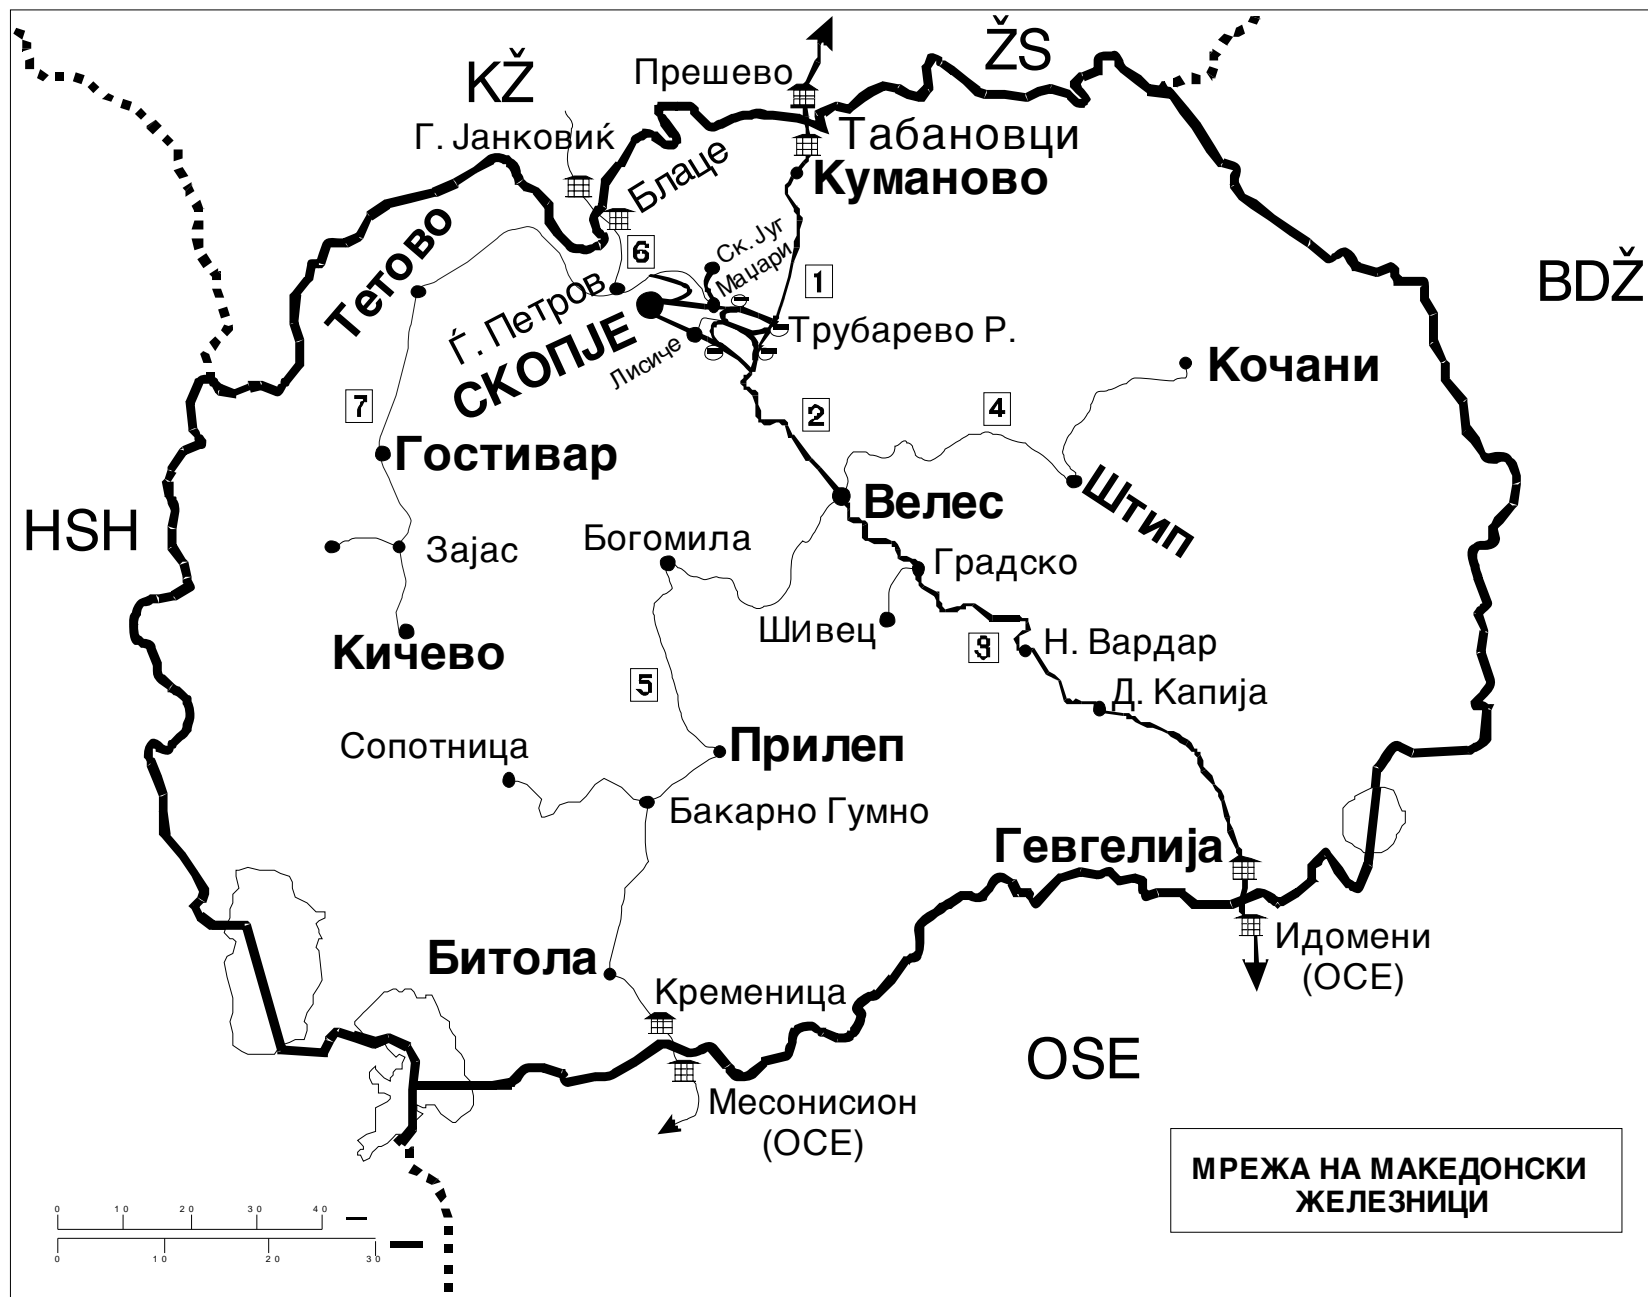 ŽS
KŽ
Прешево
Г. Јанковиќ
Табановци
Блаце
Куманово
Тетово
6
Ск. Југ
Маџари
1
BDŽ
Ѓ. Петров
СКОПЈЕ
Лисиче
Трубарево Р.
Кочани
7
2
4
Гостивар
Велес
Штип
HSH
Зајас
Богомила
Градско
Шивец
3
Н. Вардар
Кичево
5
Д. Капија
Сопотница
Прилеп
Бакарно Гумно
Гевгелија
Битола
Кременица
Идомени
(ОСЕ)
OSE
Месонисион
(ОСЕ)
МРЕЖА НА МАКЕДОНСКИ
ЖЕЛЕЗНИЦИ
0 10 20 30 40
0 10 20 30